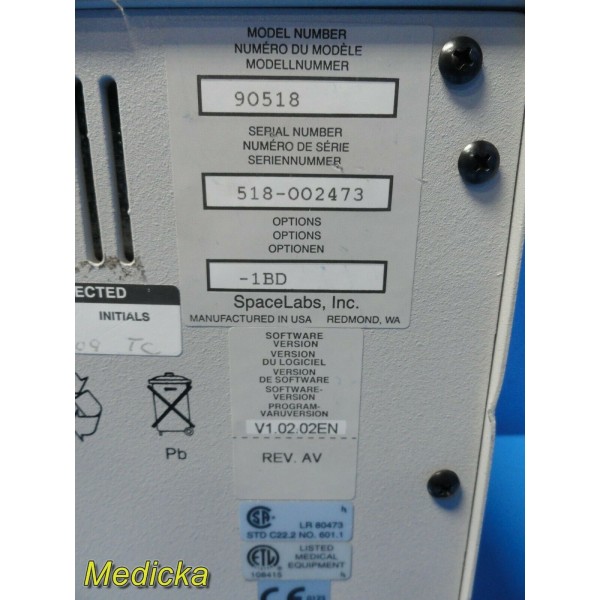 MODEL NUMBER
NUMÉRO DU MODÈLE
MODELLNUMMER
90518
SERIAL NUMBER
NUMÉRO DE SÉRIE
SERIENNUMMER
518-002473
OPTIONS
OPTIONS
OPTIONEN
-1BD
SpaceLabs, Inc.
MANUFACTURED IN USA REDMOND, WA
ECTED
INITIALS
09 TC
SOFTWARE
VERSION
VERSION
DU LOGICIEL
VERSION
DE SOFTWARE
SOFTWARE-
VERSION
PROGRAM-
VARUVERSION
V1.02.02EN
REV. AV
Pb
LR 80473
STD C22.2 NO. 601.1
LISTED
MEDICAL
EQUIPMENT
Medicka